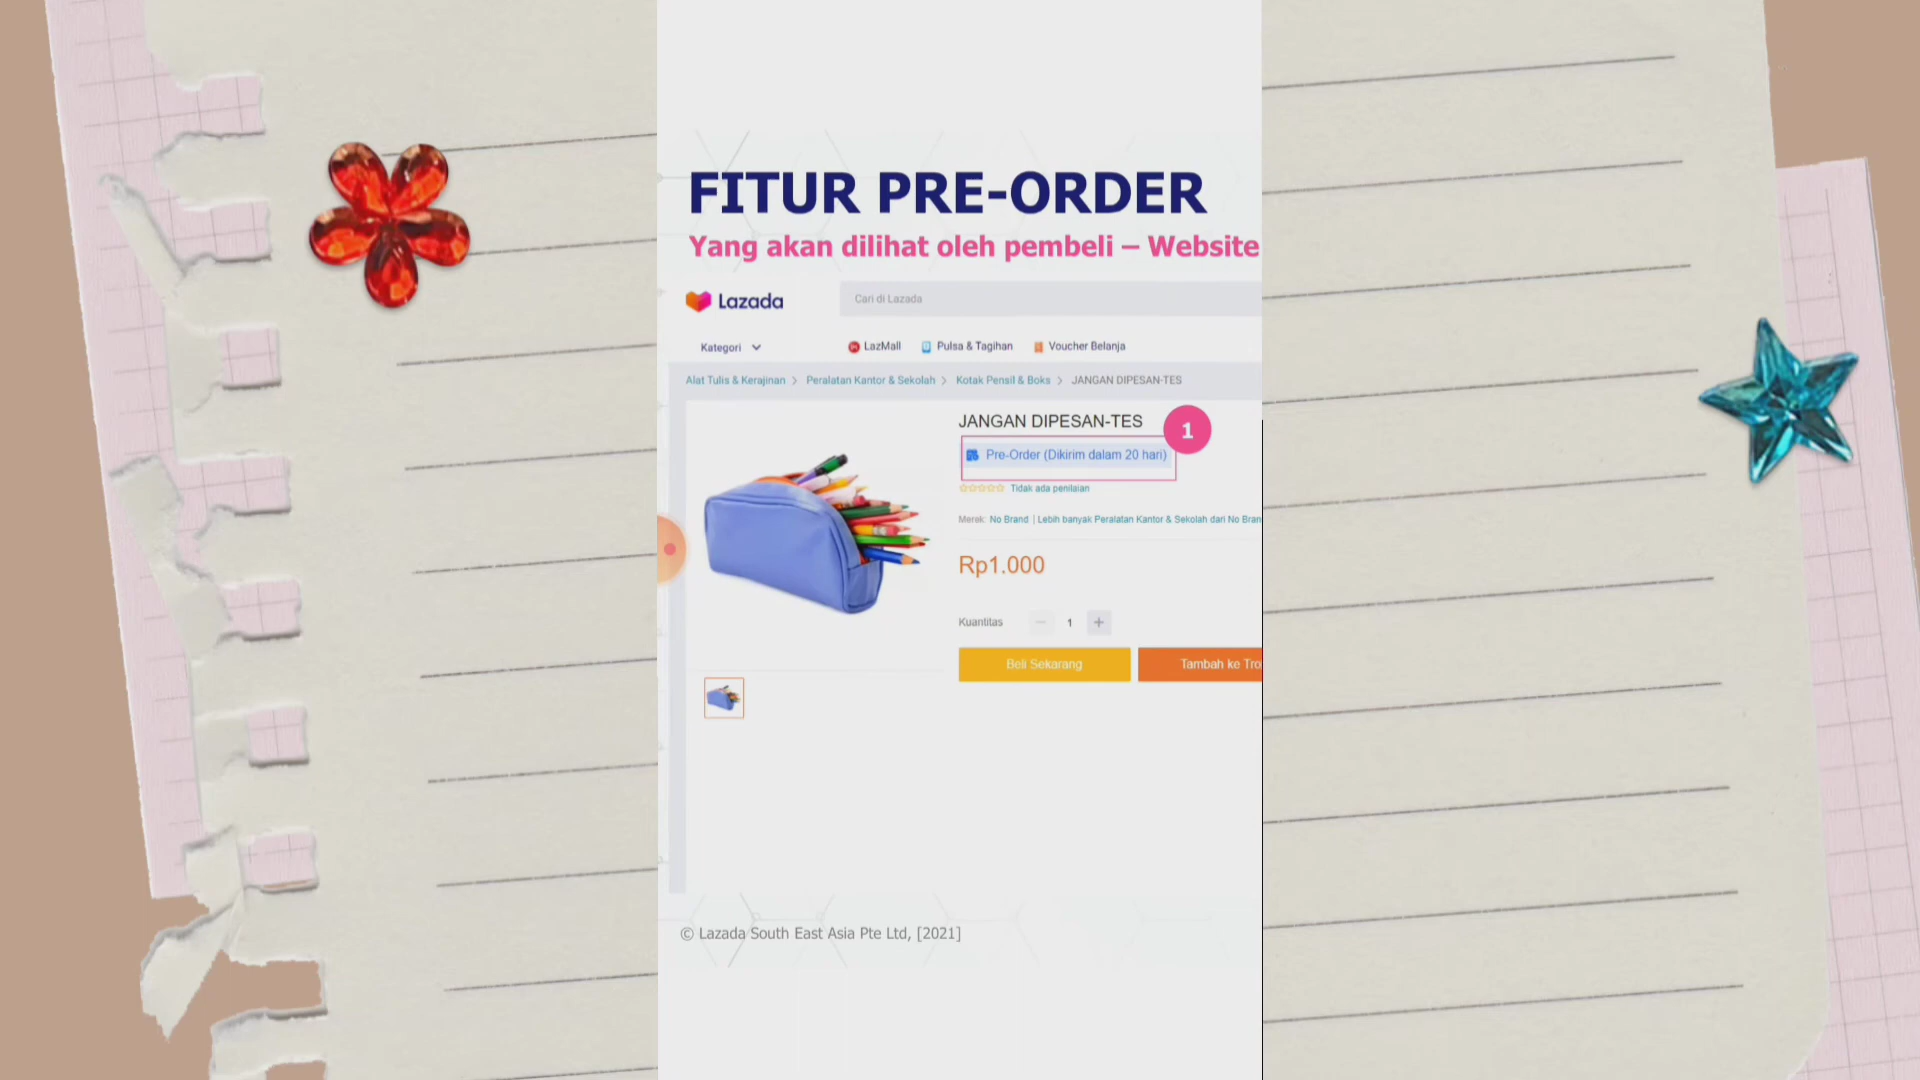 FITUR PRE-ORDER
Yang akan dilihat oleh pembeli – Website
Lazada
Cari di Lazada
Kategori
LazMall
Pulsa & Tagihan
Voucher Belanja
Alat Tulis & Kerajinan > Peralatan Kantor & Sekolah > Kotak Pensil & Boks > JANGAN DIPESAN-TES
JANGAN DIPESAN-TES
1
Pre-Order (Dikirim dalam 20 hari)
Tidak ada penilaian
Merek: No Brand | Lebih banyak Peralatan Kantor & Sekolah dari No Bran
Rp1.000
Kuantitas − 1 +
Beli Sekarang
Tambah ke Tro
© Lazada South East Asia Pte Ltd, [2021]